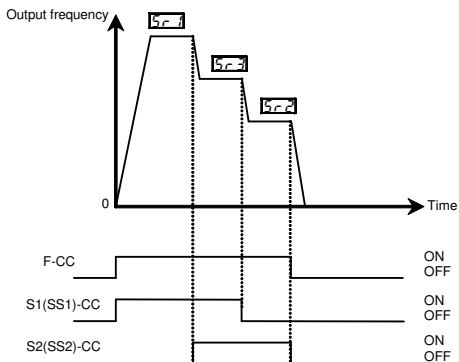 Output frequency
Sr1
Sr3
Sr2
0
Time
F-CC
ON
OFF
S1(SS1)-CC
ON
OFF
S2(SS2)-CC
ON
OFF